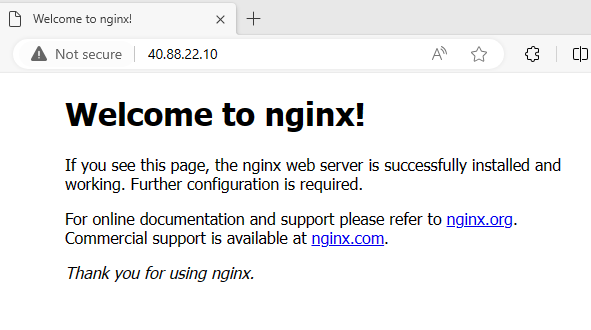 Welcome to nginx!
Not secure
40.88.22.10
Welcome to nginx!
If you see this page, the nginx web server is successfully installed and
working. Further configuration is required.
For online documentation and support please refer to nginx.org.
Commercial support is available at nginx.com.
Thank you for using nginx.